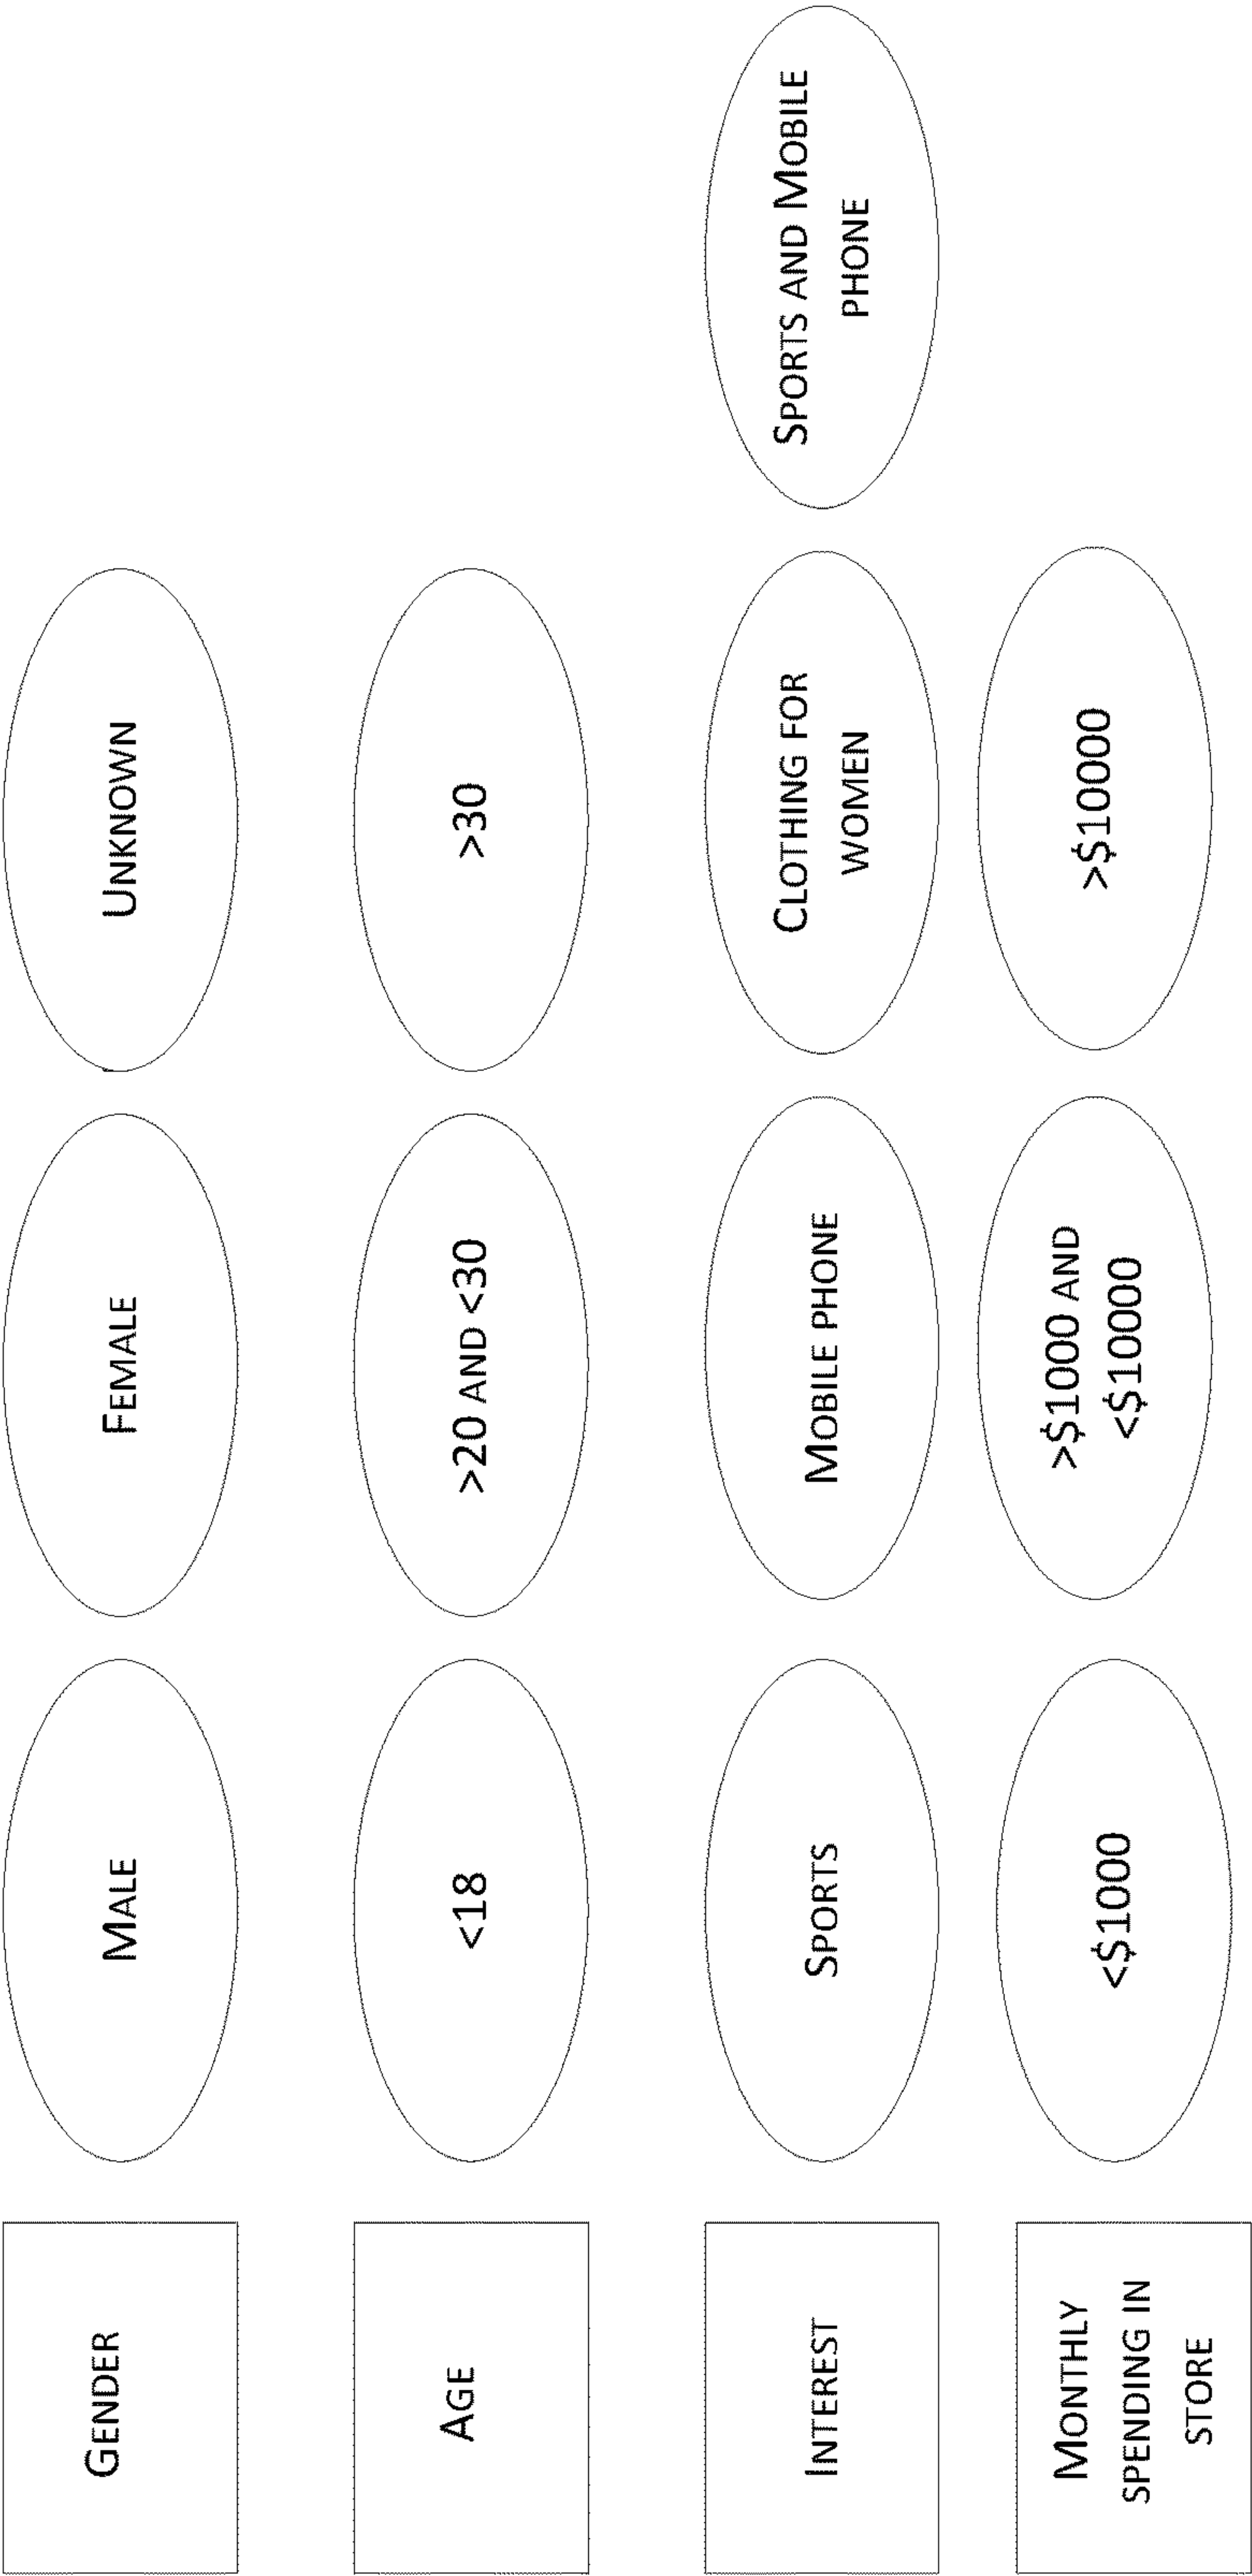 GENDER
MALE
FEMALE
UNKNOWN
AGE
<18
>20 AND <30
>30
INTEREST
SPORTS
MOBILE PHONE
CLOTHING FOR
WOMEN
SPORTS AND MOBILE
PHONE
MONTHLY
SPENDING IN
STORE
<$1000
>$1000 AND
<$10000
>$10000